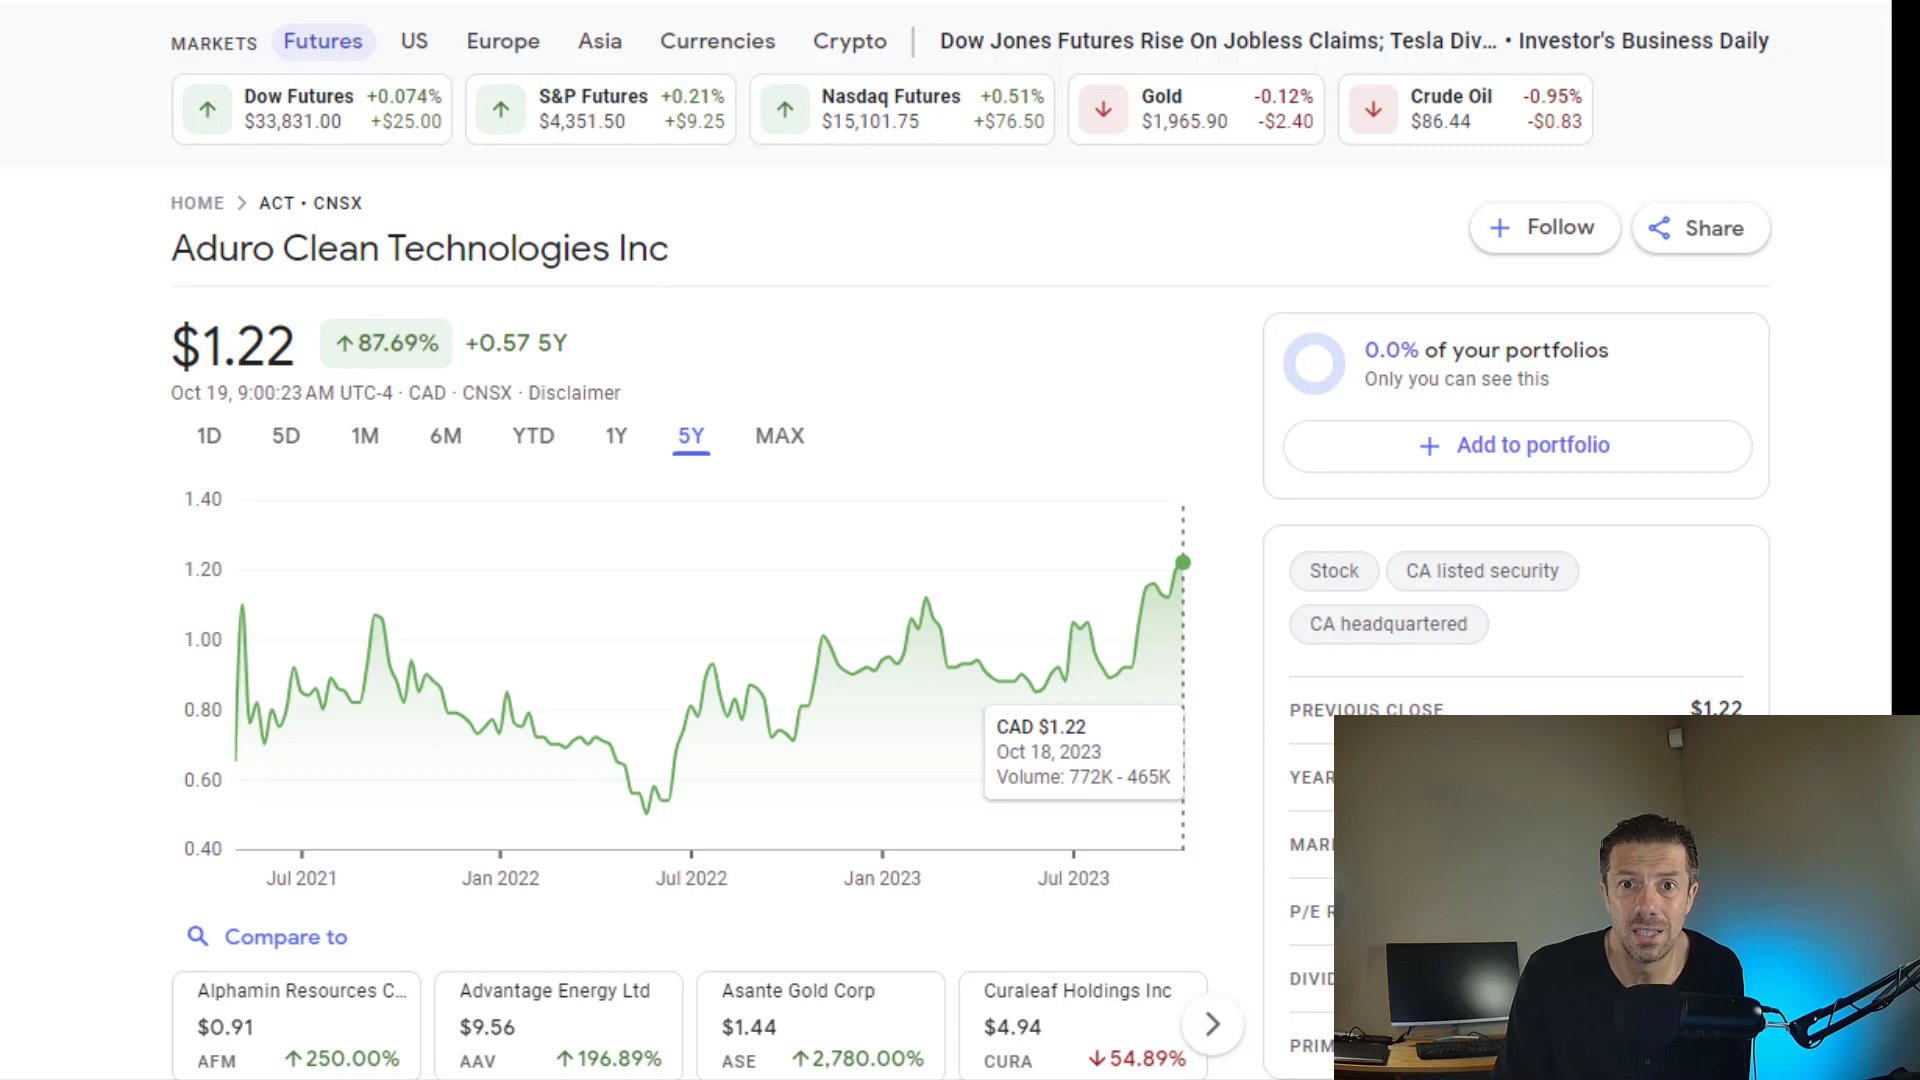 MARKETS Futures US Europe Asia Currencies Crypto Dow Jones Futures Rise On Jobless Claims; Tesla Div... • Investor's Business Daily
Dow Futures +0.074%
$33,831.00 +$25.00
S&P Futures +0.21%
$4,351.50 +$9.25
Nasdaq Futures +0.51%
$15,101.75 +$76.50
Gold -0.12%
$1,965.90 -$2.40
Crude Oil -0.95%
$86.44 -$0.83
HOME > ACT • CNSX
Aduro Clean Technologies Inc
+ Follow
Share
$1.22 ↑87.69% +0.57 5Y
Oct 19, 9:00:23 AM UTC-4 · CAD · CNSX · Disclaimer
1D 5D 1M 6M YTD 1Y 5Y MAX
1.40
1.20
1.00
0.80
0.60
0.40
CAD $1.22
Oct 18, 2023
Volume: 772K - 465K
Jul 2021 Jan 2022 Jul 2022 Jan 2023 Jul 2023
Compare to
Alphamin Resources C...
$0.91
AFM ↑250.00%
Advantage Energy Ltd
$9.56
AAV ↑196.89%
Asante Gold Corp
$1.44
ASE ↑2,780.00%
Curaleaf Holdings Inc
$4.94
CURA ↓54.89%
0.0% of your portfolios
Only you can see this
+ Add to portfolio
Stock CA listed security
CA headquartered
PREVIOUS CLOSE $1.22
YEAR
MAR
P/E R
DIVID
PRIM